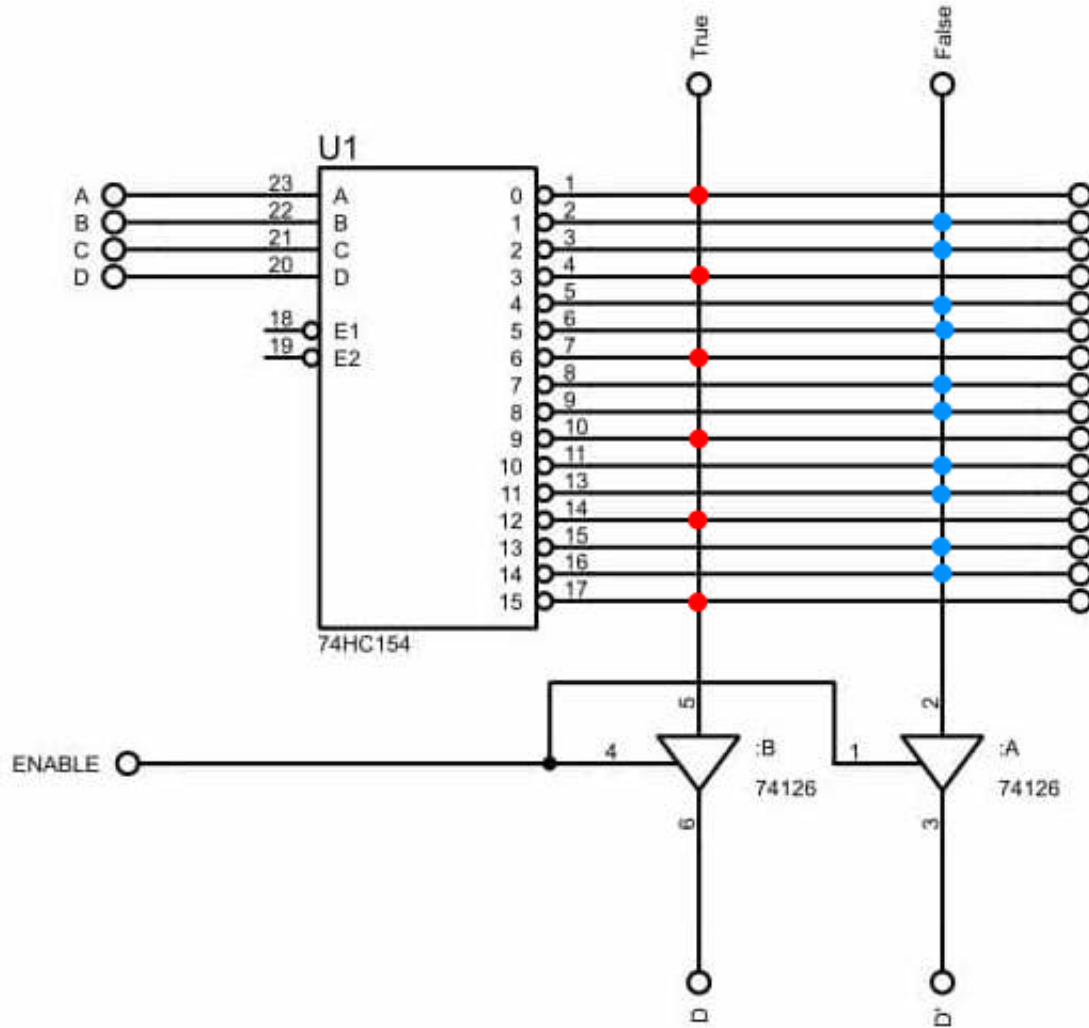 True
False
U1
A 23 A 0 1
B 22 B 1 2
C 21 C 2 3
D 20 D 3 4
4 5
18 E1 5 6
19 E2 6 7
7 8
8 9
9 10
10 11
11 13
12 14
13 15
14 16
15 17
74HC154
5
2
ENABLE
4
:B
1
:A
74126
74126
6
3
D
D'